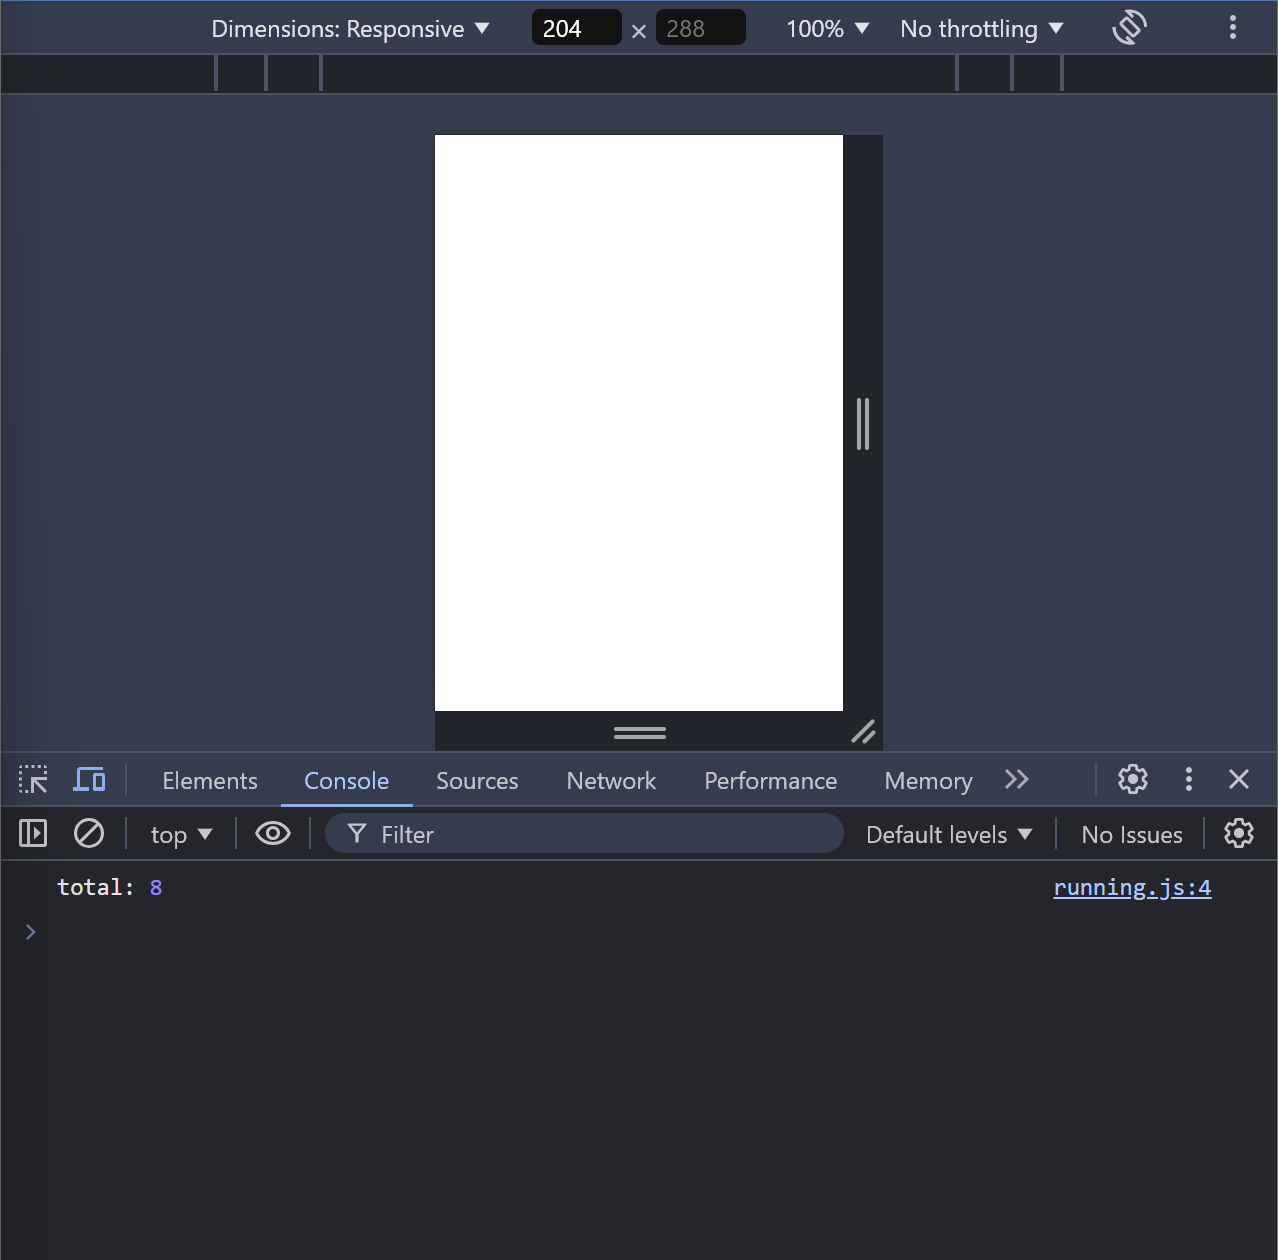 Dimensions: Responsive 204 × 288 100% No throttling
Elements Console Sources Network Performance Memory
top Filter Default levels No Issues
total: 8 running.js:4